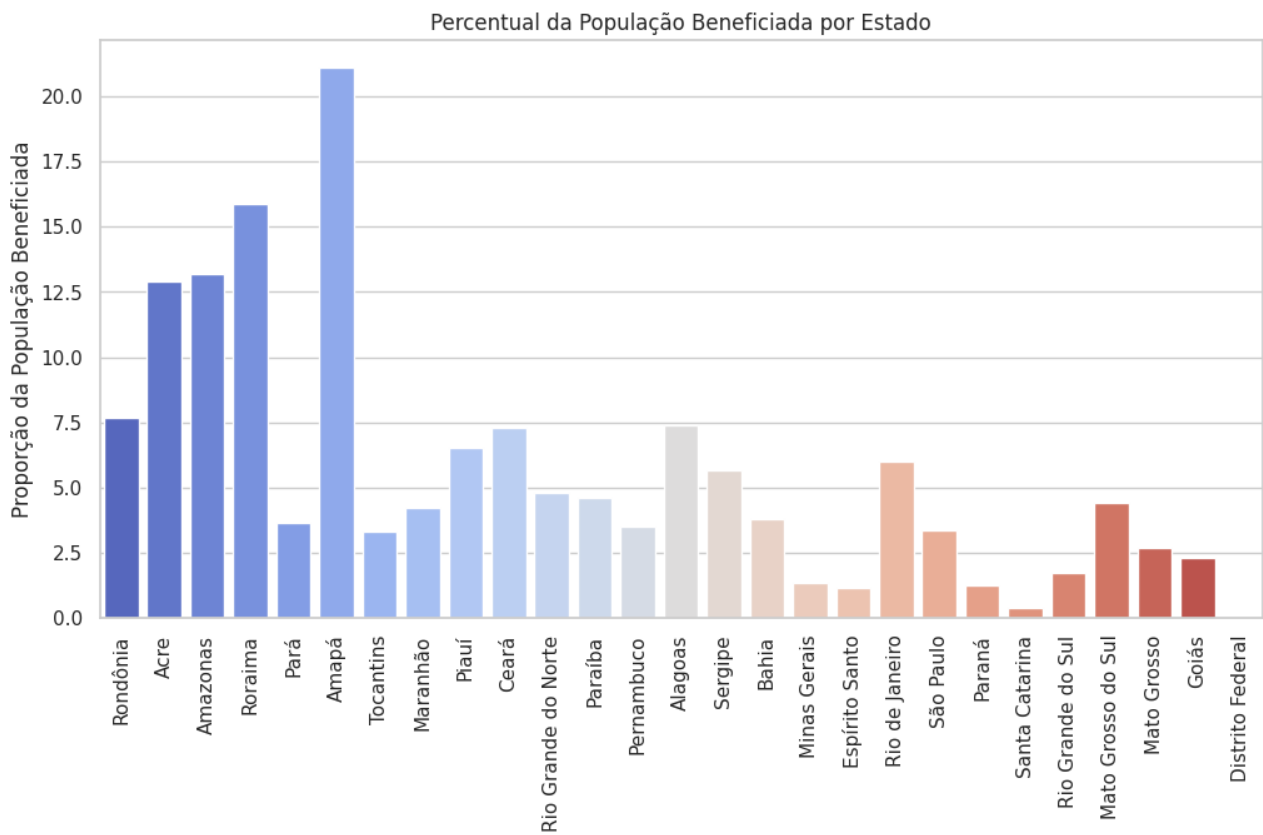 Percentual da População Beneficiada por Estado
Proporção da População Beneficiada
20.0
17.5
15.0
12.5
10.0
7.5
5.0
2.5
0.0
Rondônia
Acre
Amazonas
Roraima
Pará
Amapá
Tocantins
Maranhão
Piauí
Ceará
Rio Grande do Norte
Paraíba
Pernambuco
Alagoas
Sergipe
Bahia
Minas Gerais
Espírito Santo
Rio de Janeiro
São Paulo
Paraná
Santa Catarina
Rio Grande do Sul
Mato Grosso do Sul
Mato Grosso
Goiás
Distrito Federal